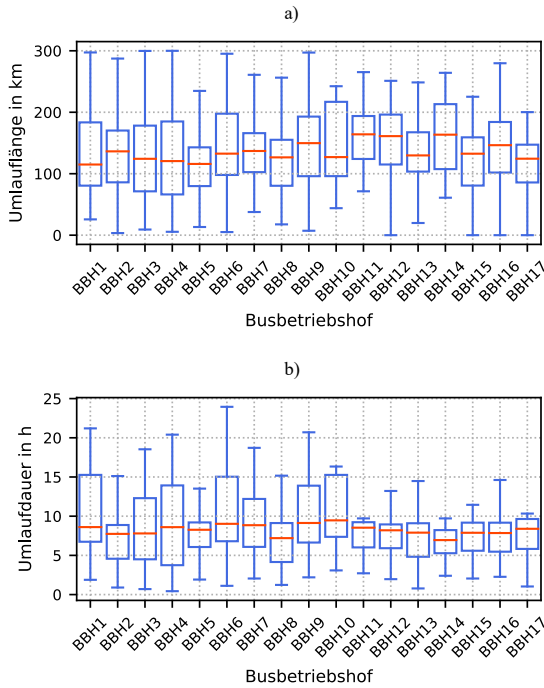 a)
300
200
100
0
Umlauflänge in km
BBH1 BBH2 BBH3 BBH4 BBH5 BBH6 BBH7 BBH8 BBH9 BBH10 BBH11 BBH12 BBH13 BBH14 BBH15 BBH16 BBH17
Busbetriebshof
b)
25
20
15
10
5
0
Umlaufdauer in h
BBH1 BBH2 BBH3 BBH4 BBH5 BBH6 BBH7 BBH8 BBH9 BBH10 BBH11 BBH12 BBH13 BBH14 BBH15 BBH16 BBH17
Busbetriebshof